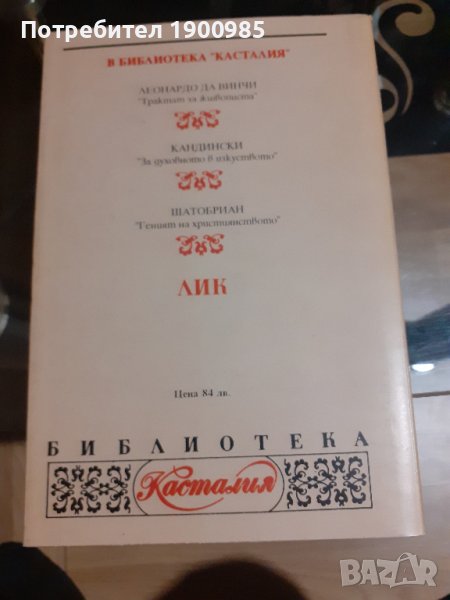 Потребител 1900985
В БИБЛИОТЕКА "КАСТАЛИЯ"
ЛЕОНАРДО ДА ВИНЧИ
"Трактат за живописта"
КАНДИНСКИ
"За духовното в изкуството"
ШАТОБРИАН
"Геният на християнството"
ЛИК
Цена 84 лв.
БИБЛИОТЕКА
Касталия
BAZAR